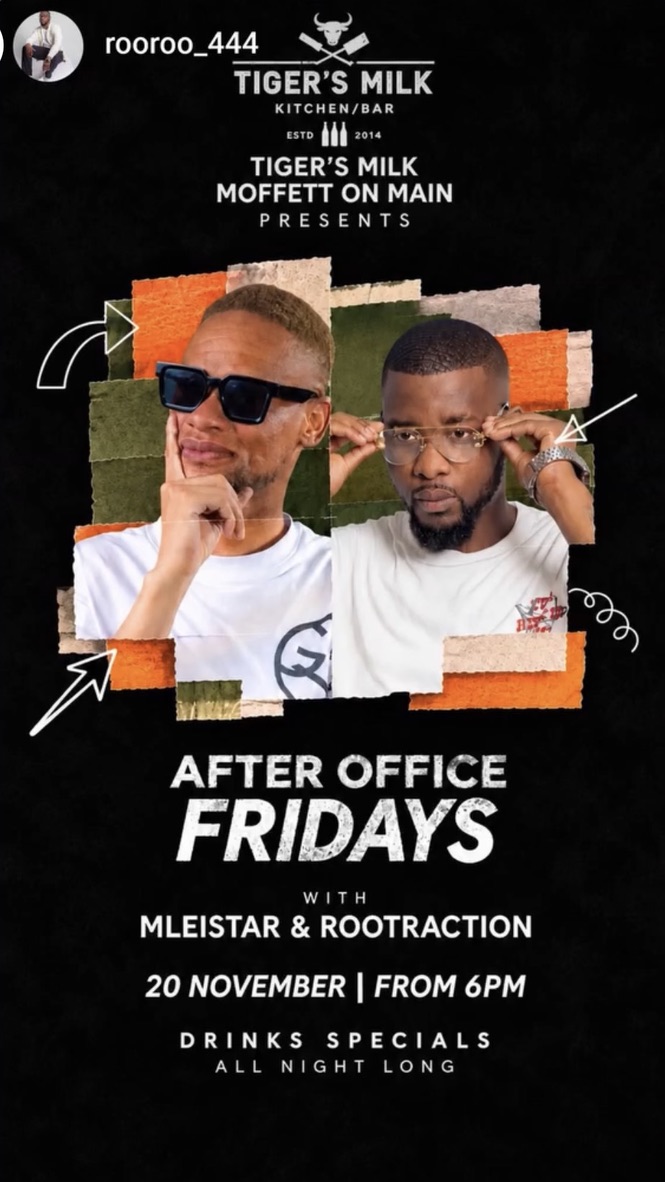 rooroo_444
TIGER'S MILK
KITCHEN/BAR
ESTD 2014
TIGER'S MILK
MOFFETT ON MAIN
PRESENTS
AFTER OFFICE
FRIDAYS
WITH
MLEISTAR & ROOTRACTION
20 NOVEMBER | FROM 6PM
DRINKS SPECIALS
ALL NIGHT LONG